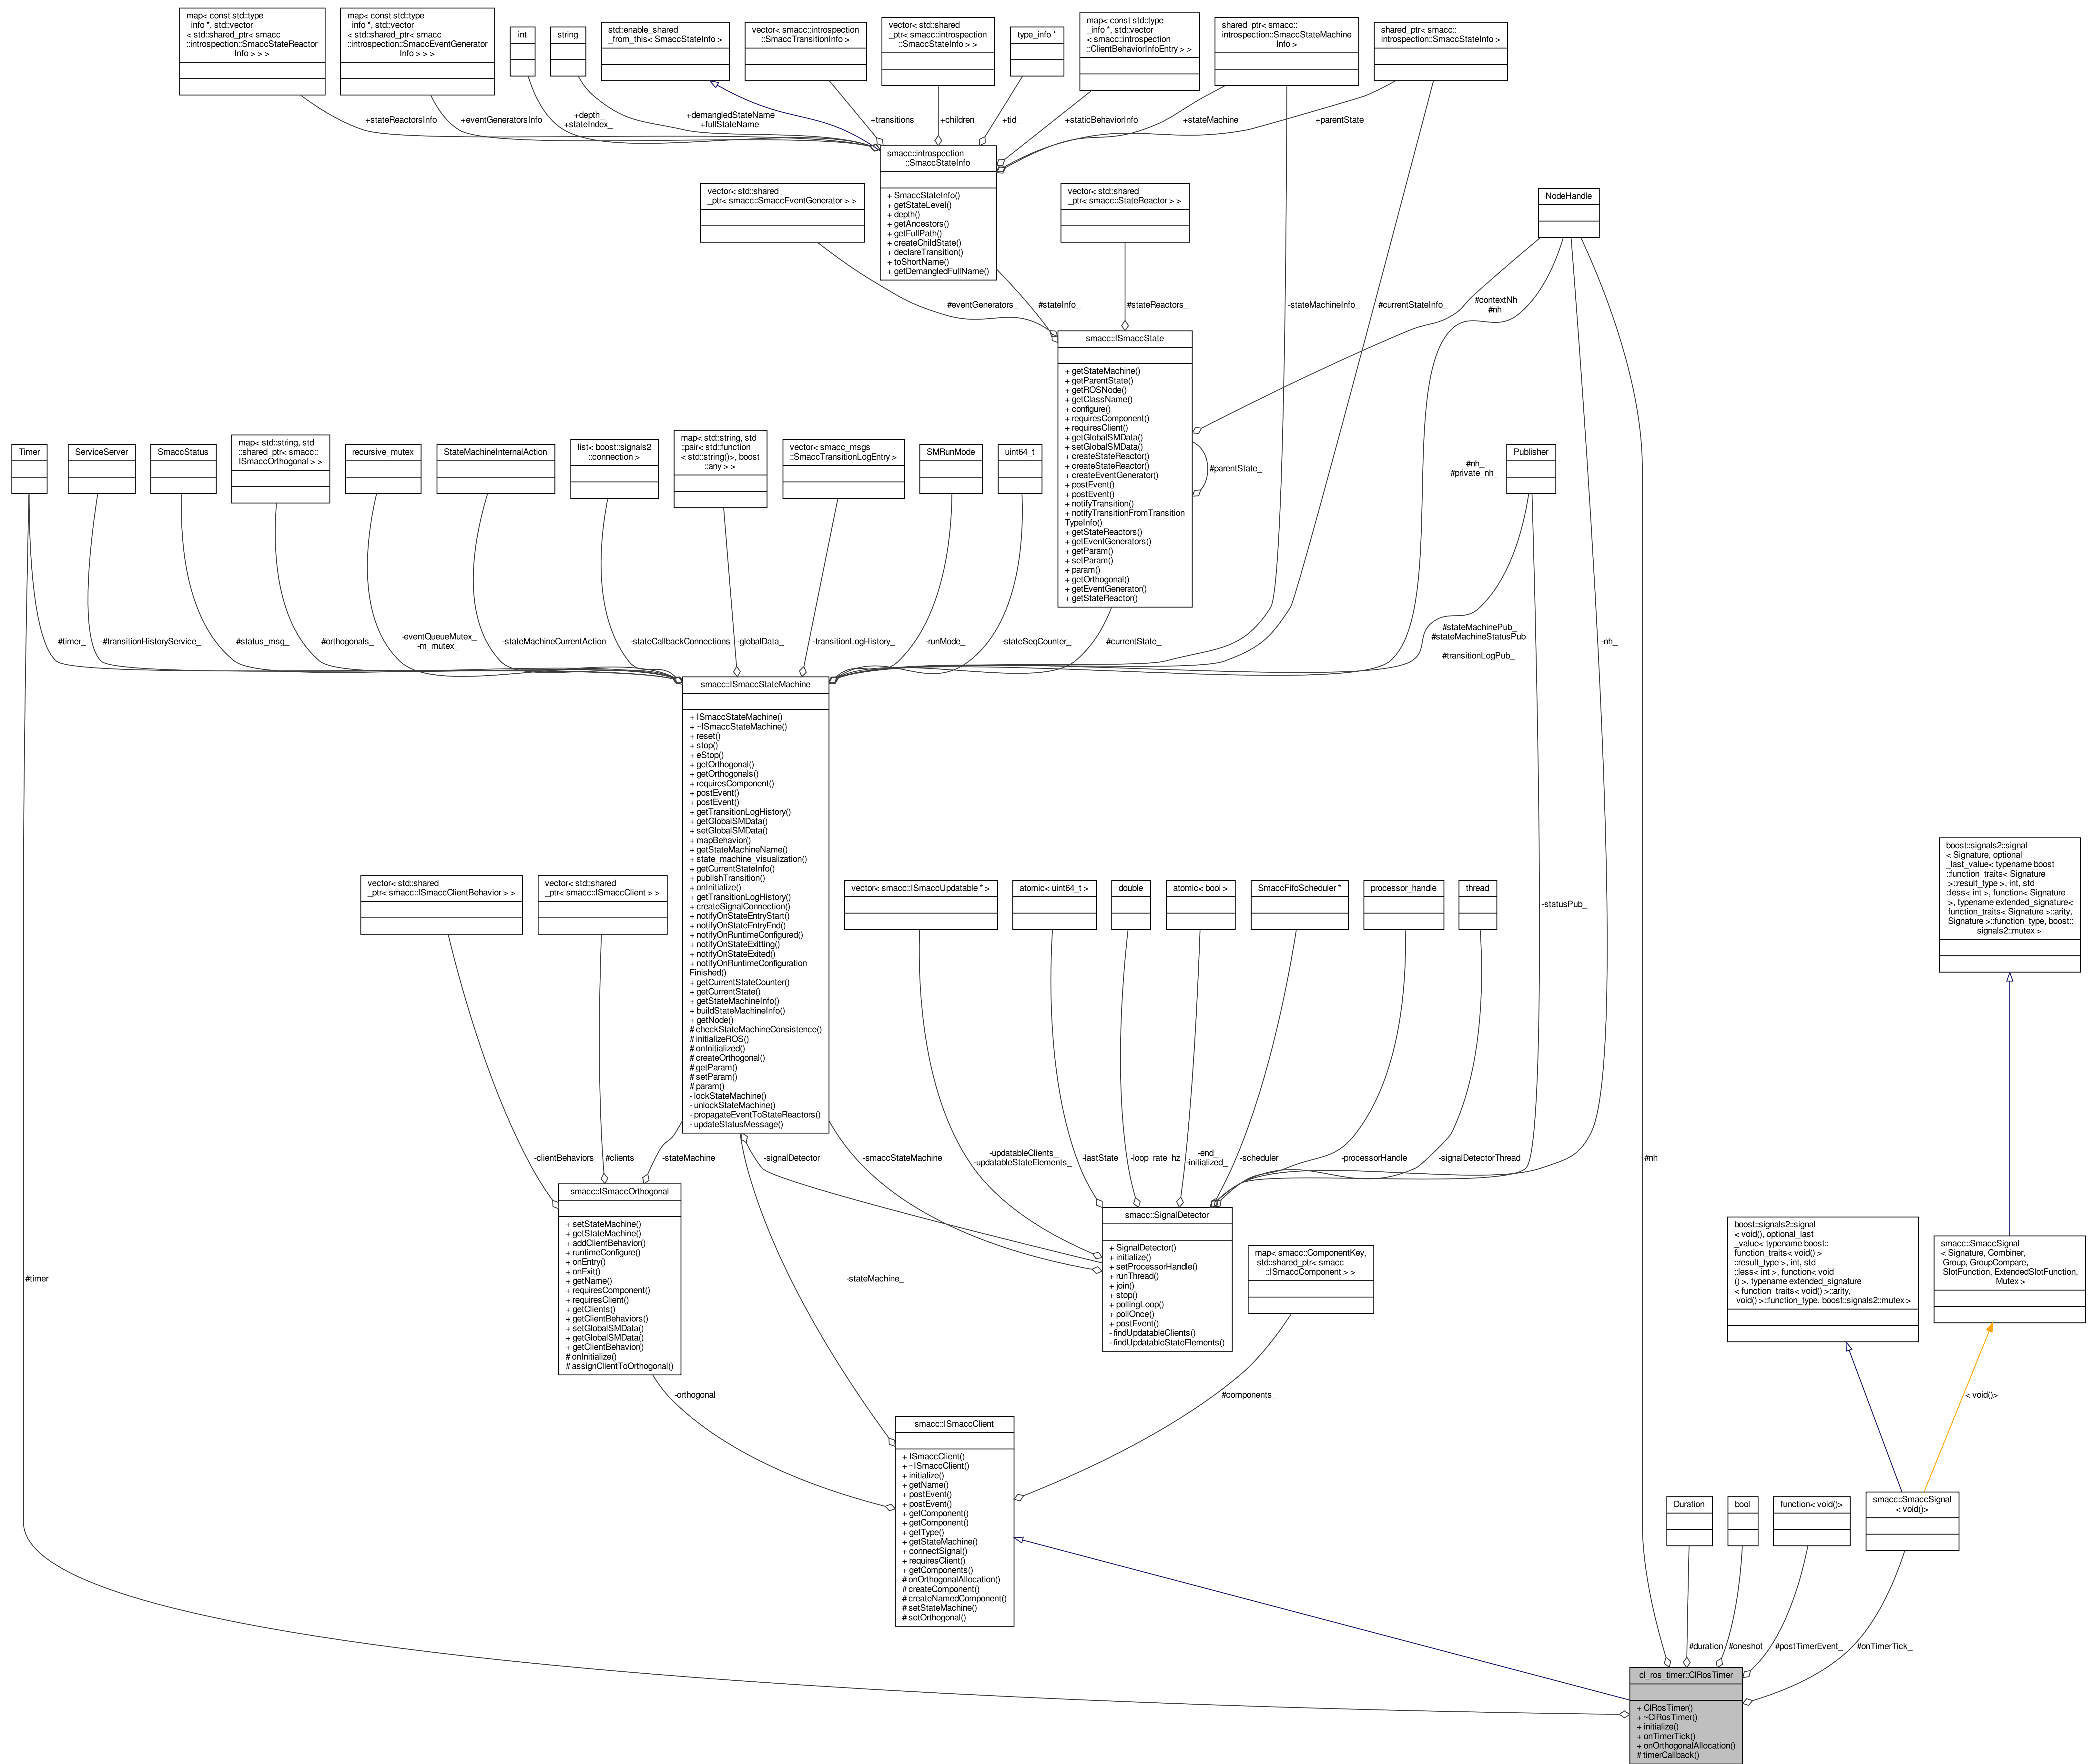 map< const std::type
_info *, std::vector
< std::shared_ptr< smacc
::introspection::SmaccStateReactor
Info > > >
map< const std::type
_info *, std::vector
< std::shared_ptr< smacc
::introspection::SmaccEventGenerator
Info > > >
int
string
std::enable_shared
_from_this< SmaccStateInfo >
vector< smacc::introspection
::SmaccTransitionInfo >
vector< std::shared
_ptr< smacc::introspection
::SmaccStateInfo > >
type_info *
map< const std::type
_info *, std::vector
< smacc::introspection
::ClientBehaviorInfoEntry > >
shared_ptr< smacc::
introspection::SmaccStateMachine
Info >
shared_ptr< smacc::
introspection::SmaccStateInfo >
+stateReactorsInfo
+eventGeneratorsInfo
+depth_
+stateIndex_
+demangledStateName
+fullStateName
+transitions_
+children_
+tid_
+staticBehaviorInfo
+stateMachine_
+parentState_
smacc::introspection
::SmaccStateInfo
+ SmaccStateInfo()
+ getStateLevel()
+ depth()
+ getAncestors()
+ getFullPath()
+ createChildState()
+ declareTransition()
+ toShortName()
+ getDemangledFullName()
vector< std::shared
_ptr< smacc::SmaccEventGenerator > >
vector< std::shared
_ptr< smacc::StateReactor > >
NodeHandle
#eventGenerators_
#stateInfo_
#stateReactors_
-stateMachineInfo_
#currentStateInfo_
#contextNh
#nh
smacc::ISmaccState
+ getStateMachine()
+ getParentState()
+ getROSNode()
+ getClassName()
+ configure()
+ requiresComponent()
+ requiresClient()
+ getGlobalSMData()
+ setGlobalSMData()
+ createStateReactor()
+ createStateReactor()
+ createEventGenerator()
+ postEvent()
+ postEvent()
+ notifyTransition()
+ notifyTransitionFromTransition
TypeInfo()
+ getStateReactors()
+ getEventGenerators()
+ getParam()
+ setParam()
+ param()
+ getOrthogonal()
+ getEventGenerator()
+ getStateReactor()
#parentState_
Timer
ServiceServer
SmaccStatus
map< std::string, std
::shared_ptr< smacc::
ISmaccOrthogonal > >
recursive_mutex
StateMachineInternalAction
list< boost::signals2
::connection >
map< std::string, std
::pair< std::function
< std::string()>, boost
::any > >
vector< smacc_msgs
::SmaccTransitionLogEntry >
SMRunMode
uint64_t
#nh_
#private_nh_
Publisher
#timer_
#transitionHistoryService_
#status_msg_
#orthogonals_
-eventQueueMutex_
-m_mutex_
-stateMachineCurrentAction
-stateCallbackConnections
-globalData_
-transitionLogHistory_
-runMode_
-stateSeqCounter_
#currentState_
#stateMachinePub_
#stateMachineStatusPub
_
#transitionLogPub_
-nh_
smacc::ISmaccStateMachine
+ ISmaccStateMachine()
+ ~ISmaccStateMachine()
+ reset()
+ stop()
+ eStop()
+ getOrthogonal()
+ getOrthogonals()
+ requiresComponent()
+ postEvent()
+ postEvent()
+ getTransitionLogHistory()
+ getGlobalSMData()
+ setGlobalSMData()
+ mapBehavior()
+ getStateMachineName()
+ state_machine_visualization()
+ getCurrentStateInfo()
+ publishTransition()
+ onInitialize()
+ getTransitionLogHistory()
+ createSignalConnection()
+ notifyOnStateEntryStart()
+ notifyOnStateEntryEnd()
+ notifyOnRuntimeConfigured()
+ notifyOnStateExitting()
+ notifyOnStateExited()
+ notifyOnRuntimeConfiguration
Finished()
+ getCurrentStateCounter()
+ getCurrentState()
+ getStateMachineInfo()
+ buildStateMachineInfo()
+ getNode()
# checkStateMachineConsistence()
# initializeROS()
# onInitialized()
# createOrthogonal()
# getParam()
# setParam()
# param()
- lockStateMachine()
- unlockStateMachine()
- propagateEventToStateReactors()
- updateStatusMessage()
vector< std::shared
_ptr< smacc::ISmaccClientBehavior > >
vector< std::shared
_ptr< smacc::ISmaccClient > >
vector< smacc::ISmaccUpdatable * >
atomic< uint64_t >
double
atomic< bool >
SmaccFifoScheduler *
processor_handle
thread
-statusPub_
boost::signals2::signal
< Signature, optional
_last_value< typename boost
::function_traits< Signature
>::result_type >, int, std
::less< int >, function< Signature
>, typename extended_signature<
function_traits< Signature >::arity,
Signature >::function_type, boost::
signals2::mutex >
-clientBehaviors_
#clients_
-stateMachine_
-signalDetector_
-smaccStateMachine_
-updatableClients_
-updatableStateElements_
-lastState_
-loop_rate_hz
-end_
-initialized_
-scheduler_
-processorHandle_
-signalDetectorThread_
#nh_
smacc::ISmaccOrthogonal
+ setStateMachine()
+ getStateMachine()
+ addClientBehavior()
+ runtimeConfigure()
+ onEntry()
+ onExit()
+ getName()
+ requiresComponent()
+ requiresClient()
+ getClients()
+ getClientBehaviors()
+ setGlobalSMData()
+ getGlobalSMData()
+ getClientBehavior()
# onInitialize()
# assignClientToOrthogonal()
smacc::SignalDetector
+ SignalDetector()
+ initialize()
+ setProcessorHandle()
+ runThread()
+ join()
+ stop()
+ pollingLoop()
+ pollOnce()
+ postEvent()
- findUpdatableClients()
- findUpdatableStateElements()
map< smacc::ComponentKey,
std::shared_ptr< smacc
::ISmaccComponent > >
boost::signals2::signal
< void(), optional_last
_value< typename boost::
function_traits< void() >
::result_type >, int, std
::less< int >, function< void
() >, typename extended_signature
< function_traits< void() >::arity,
void() >::function_type, boost::signals2::mutex >
smacc::SmaccSignal
< Signature, Combiner,
Group, GroupCompare,
SlotFunction, ExtendedSlotFunction,
Mutex >
#timer
-stateMachine_
-orthogonal_
#components_
< void()>
smacc::ISmaccClient
+ ISmaccClient()
+ ~ISmaccClient()
+ initialize()
+ getName()
+ postEvent()
+ postEvent()
+ getComponent()
+ getComponent()
+ getType()
+ getStateMachine()
+ connectSignal()
+ requiresClient()
+ getComponents()
# onOrthogonalAllocation()
# createComponent()
# createNamedComponent()
# setStateMachine()
# setOrthogonal()
Duration
bool
function< void()>
smacc::SmaccSignal
< void()>
#duration
#oneshot
#postTimerEvent_
#onTimerTick_
cl_ros_timer::ClRosTimer
+ ClRosTimer()
+ ~ClRosTimer()
+ initialize()
+ onTimerTick()
+ onOrthogonalAllocation()
# timerCallback()